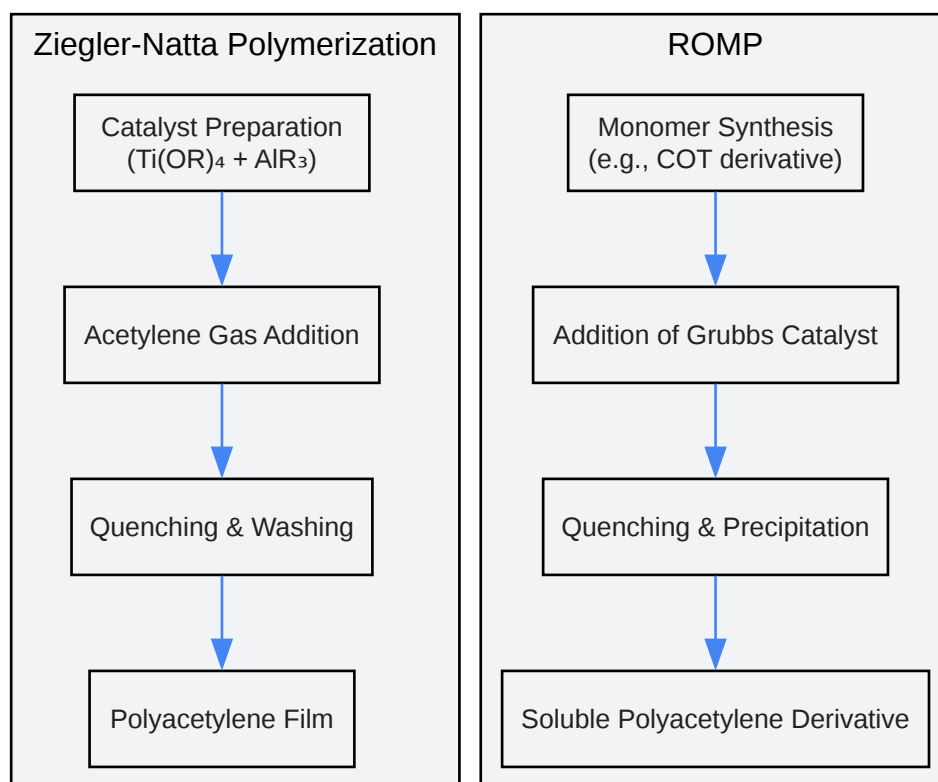 Ziegler-Natta Polymerization
Catalyst Preparation
(Ti(OR)₄ + AlR₃)
Acetylene Gas Addition
Quenching & Washing
Polyacetylene Film
ROMP
Monomer Synthesis
(e.g., COT derivative)
Addition of Grubbs Catalyst
Quenching & Precipitation
Soluble Polyacetylene Derivative